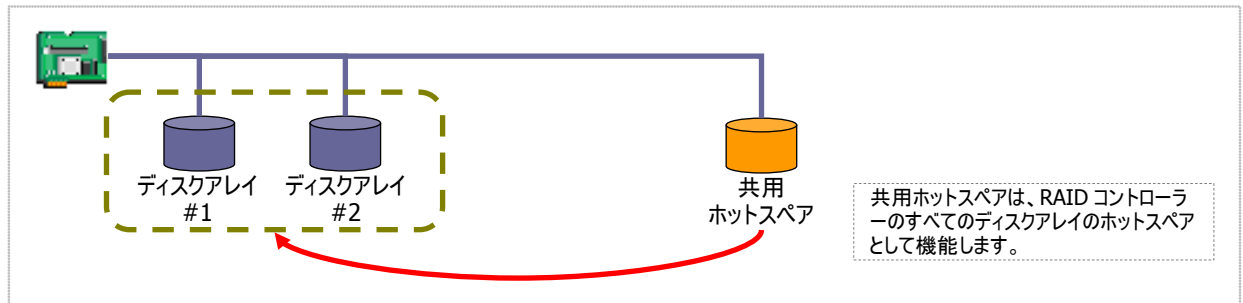 ディスクアレイ
#1
ディスクアレイ
#2
共用
ホットスペア
共用ホットスペアは、RAID コントローラ
ーのすべてのディスクアレイのホットスペア
として機能します。